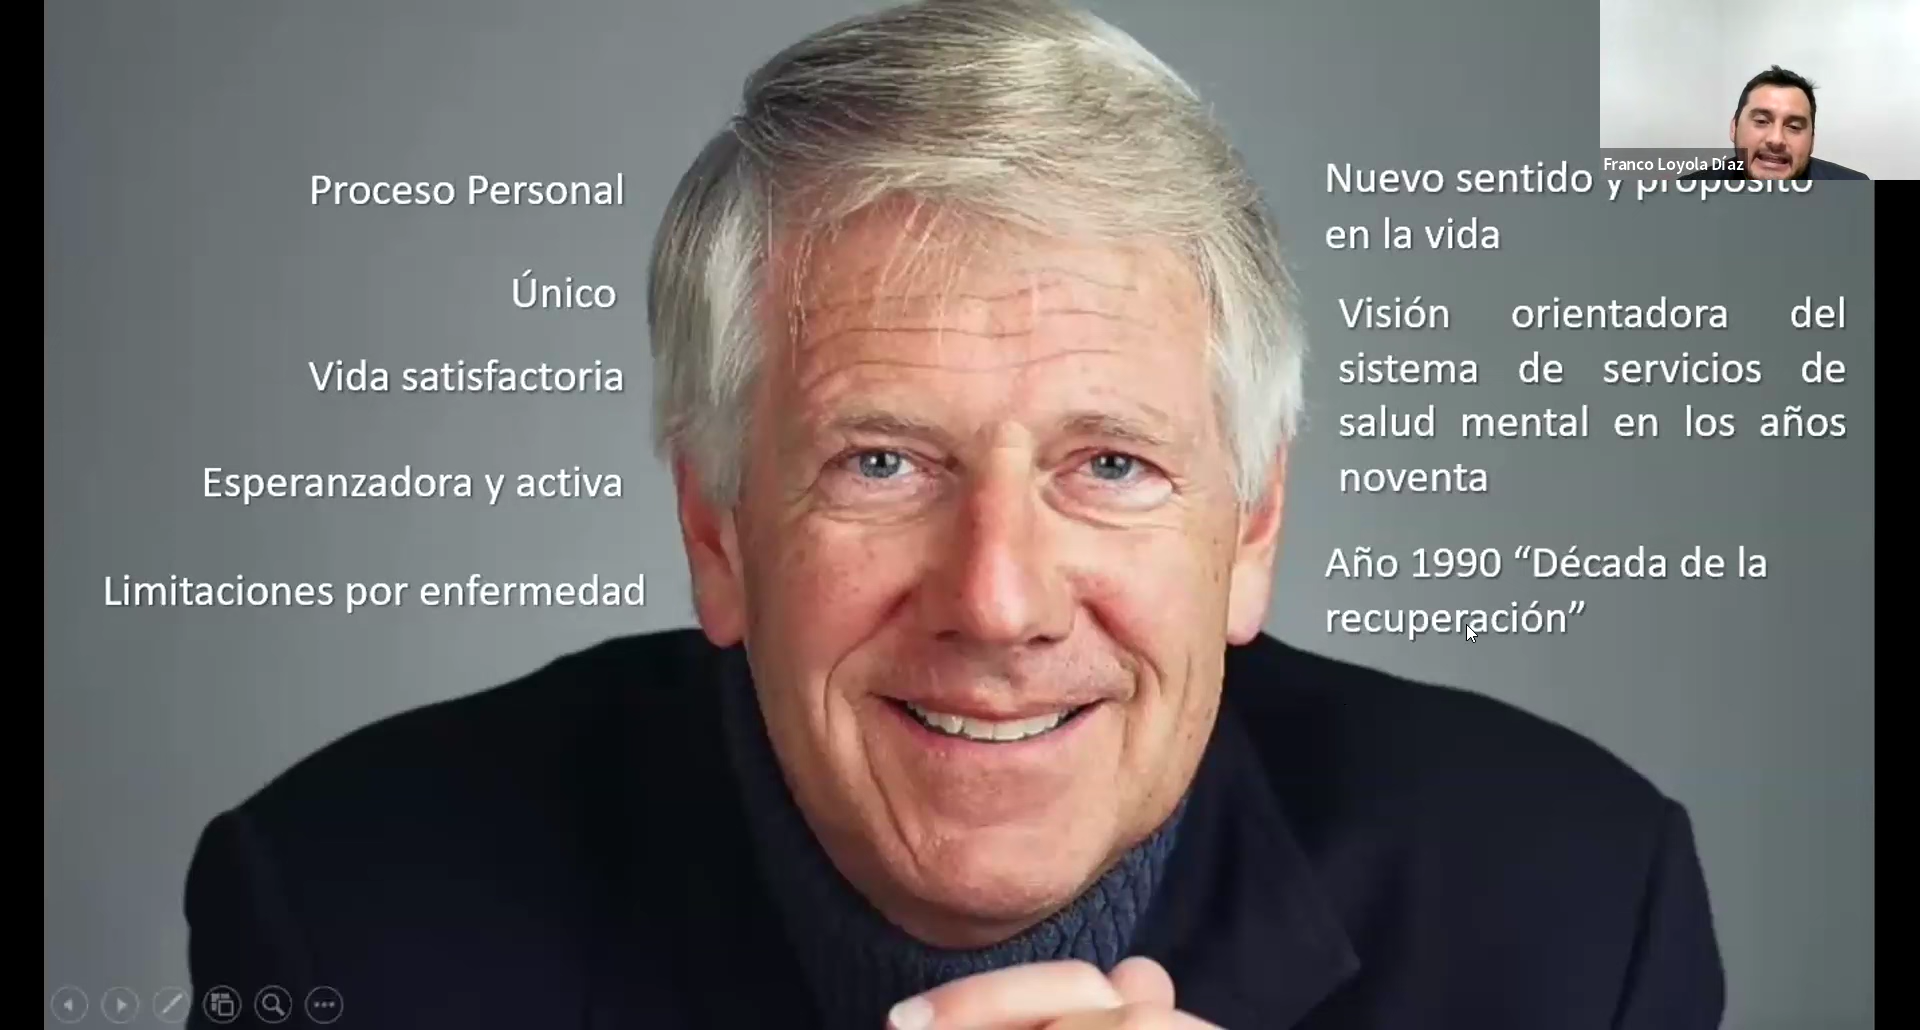 Proceso Personal
Único
Vida satisfactoria
Esperanzadora y activa
Limitaciones por enfermedad
Franco Loyola Díaz
Nuevo sentido y propósito
en la vida
Visión orientadora del
sistema de servicios de
salud mental en los años
noventa
Año 1990 “Década de la
recuperación”